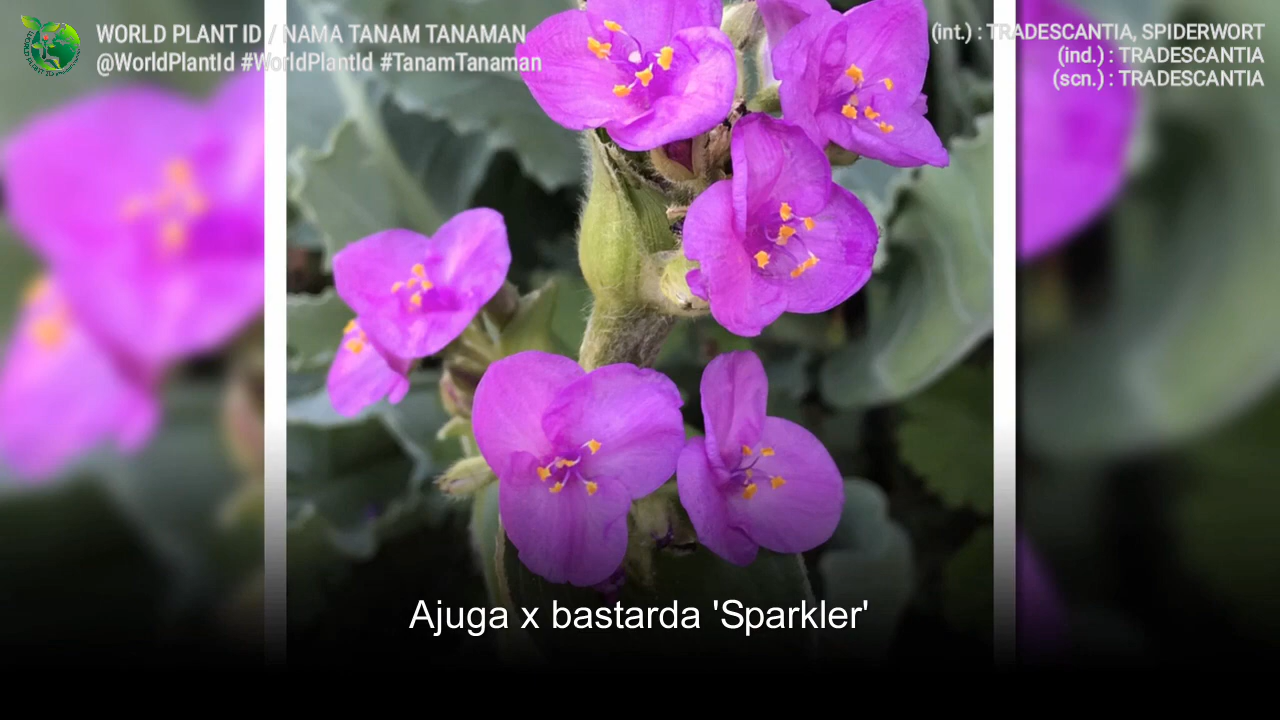 WORLD PLANT ID / NAMA TANAM TANAMAN
@WorldPlantId #WorldPlantId #TanamTanaman
(int.) : TRADESCANTIA, SPIDERWORT
(ind.) : TRADESCANTIA
(scn.) : TRADESCANTIA
Ajuga x bastarda 'Sparkler'